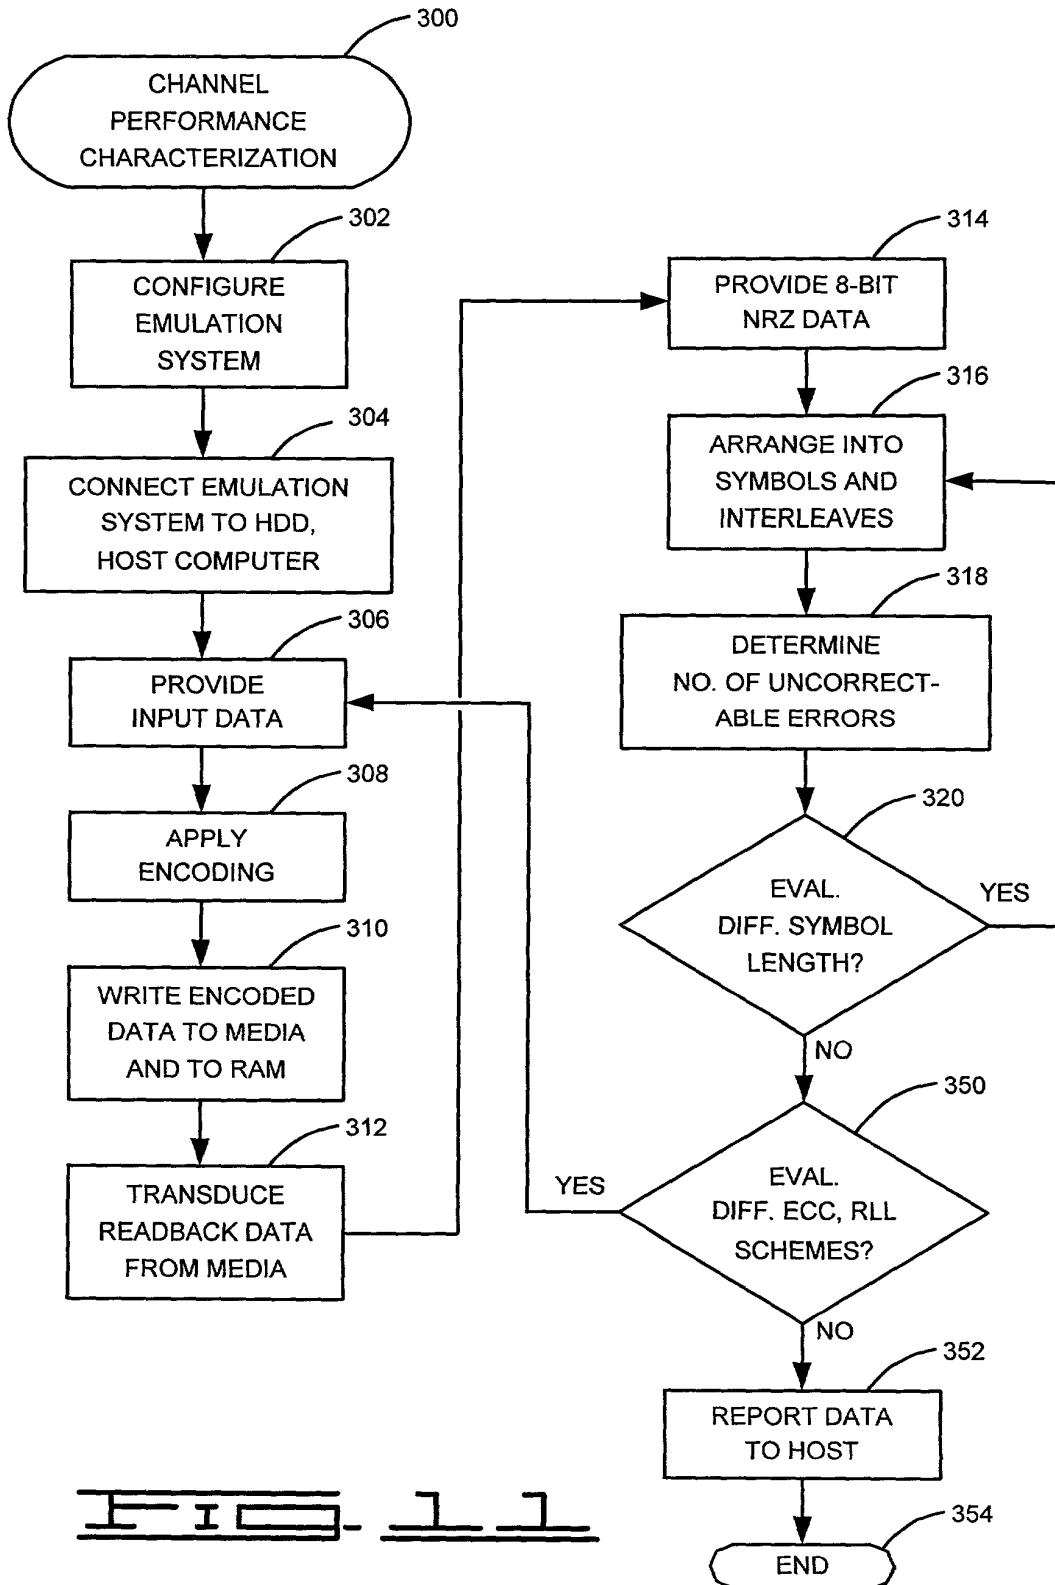 300
CHANNEL
PERFORMANCE
CHARACTERIZATION
302
CONFIGURE
EMULATION
SYSTEM
304
CONNECT EMULATION
SYSTEM TO HDD,
HOST COMPUTER
306
PROVIDE
INPUT DATA
308
APPLY
ENCODING
310
WRITE ENCODED
DATA TO MEDIA
AND TO RAM
312
TRANSDUCE
READBACK DATA
FROM MEDIA
314
PROVIDE 8-BIT
NRZ DATA
316
ARRANGE INTO
SYMBOLS AND
INTERLEAVES
318
DETERMINE
NO. OF UNCORRECT-
ABLE ERRORS
320
EVAL.
DIFF. SYMBOL
LENGTH?
YES
NO
350
EVAL.
DIFF. ECC, RLL
SCHEMES?
YES
NO
352
REPORT DATA
TO HOST
354
END
FIG. 11